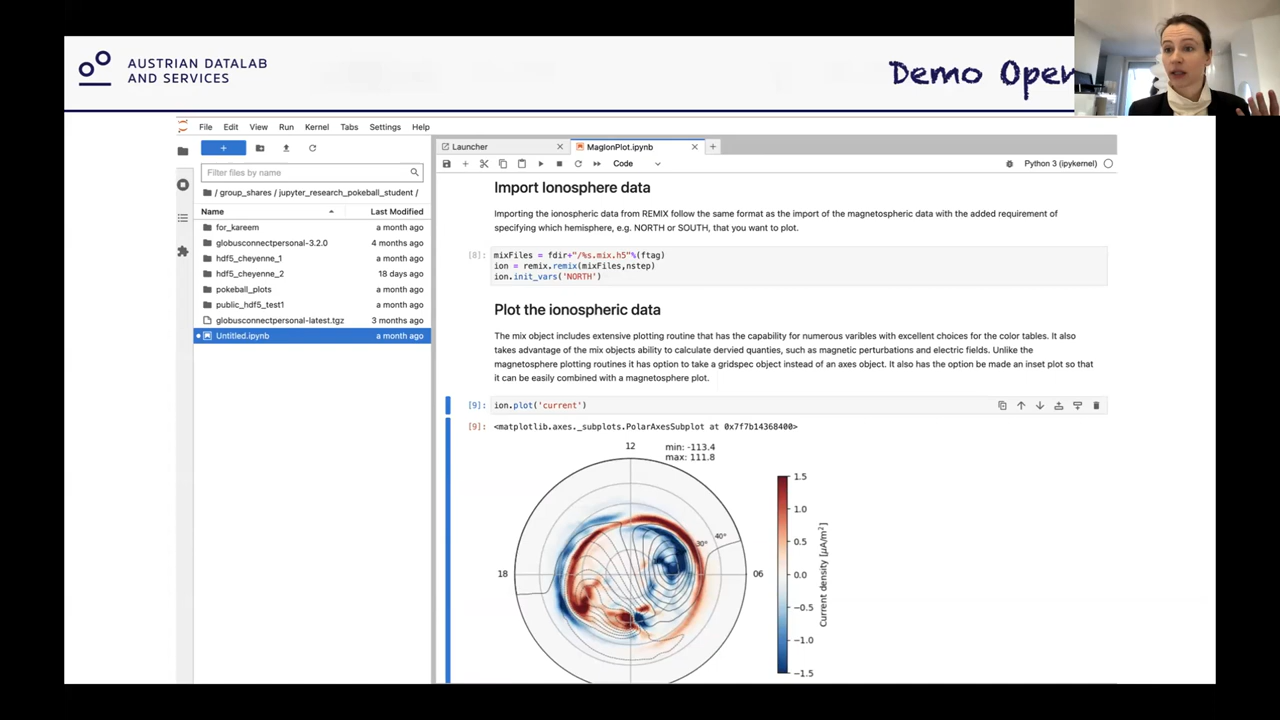 AUSTRIAN DATALAB
AND SERVICES
Demo Open
File Edit View Run Kernel Tabs Settings Help
Filter files by name
/ group_shares / jupyter_research_pokeball_student /
Name Last Modified
for_kareem a month ago
globusconnectpersonal-3.2.0 4 months ago
hdf5_cheyenne_1 a month ago
hdf5_cheyenne_2 18 days ago
pokeball_plots a month ago
public_hdf5_test1 a month ago
globusconnectpersonal-latest.tgz 3 months ago
Untitled.ipynb a month ago
Launcher MagIonPlot.ipynb
Code Python 3 (ipykernel)
Import Ionosphere data
Importing the ionospheric data from REMIX follow the same format as the import of the magnetospheric data with the added requirement of
specifying which hemisphere, e.g. NORTH or SOUTH, that you want to plot.
[8]: mixFiles = fdir+"/%s.mix.h5"%(ftag)
ion = remix.remix(mixFiles,nstep)
ion.init_vars('NORTH')
Plot the ionospheric data
The mix object includes extensive plotting routine that has the capability for numerous varibles with excellent choices for the color tables. It also
takes advantage of the mix objects ability to calculate dervied quanties, such as magnetic perturbations and electric fields. Unlike the
magnetosphere plotting routines it has option to take a gridspec object instead of an axes object. It also has the option be made an inset plot so that
it can be easily combined with a magnetosphere plot.
[9]: ion.plot('current')
[9]: <matplotlib.axes._subplots.PolarAxesSubplot at 0x7f7b14368400>
12
min: -113.4
max: 111.8
30°
40°
18
06
1.5
1.0
0.5
0.0
−0.5
−1.0
−1.5
Current density [μA/m²]